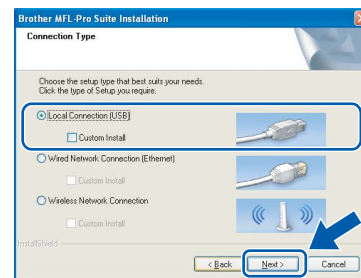 Brother MFL-Pro Suite Installation
Connection Type
Choose the setup type that best suits your needs.
Click the type of Setup you require.
Local Connection (USB)
Custom Install
Wired Network Connection (Ethernet)
Custom Install
Wireless Network Connection
Custom Install
InstallShield
< Back Next > Cancel